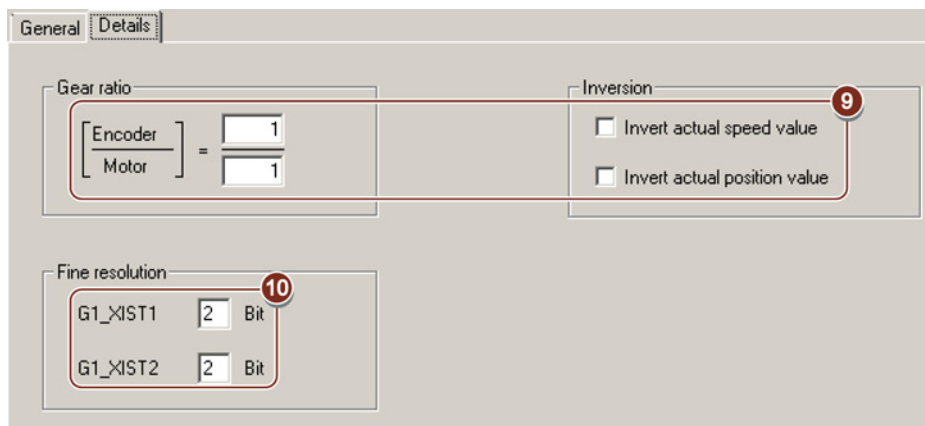 General Details
Gear ratio
Encoder
Motor
=
1
1
Inversion
9
Invert actual speed value
Invert actual position value
Fine resolution
10
G1_XIST1 2 Bit
G1_XIST2 2 Bit